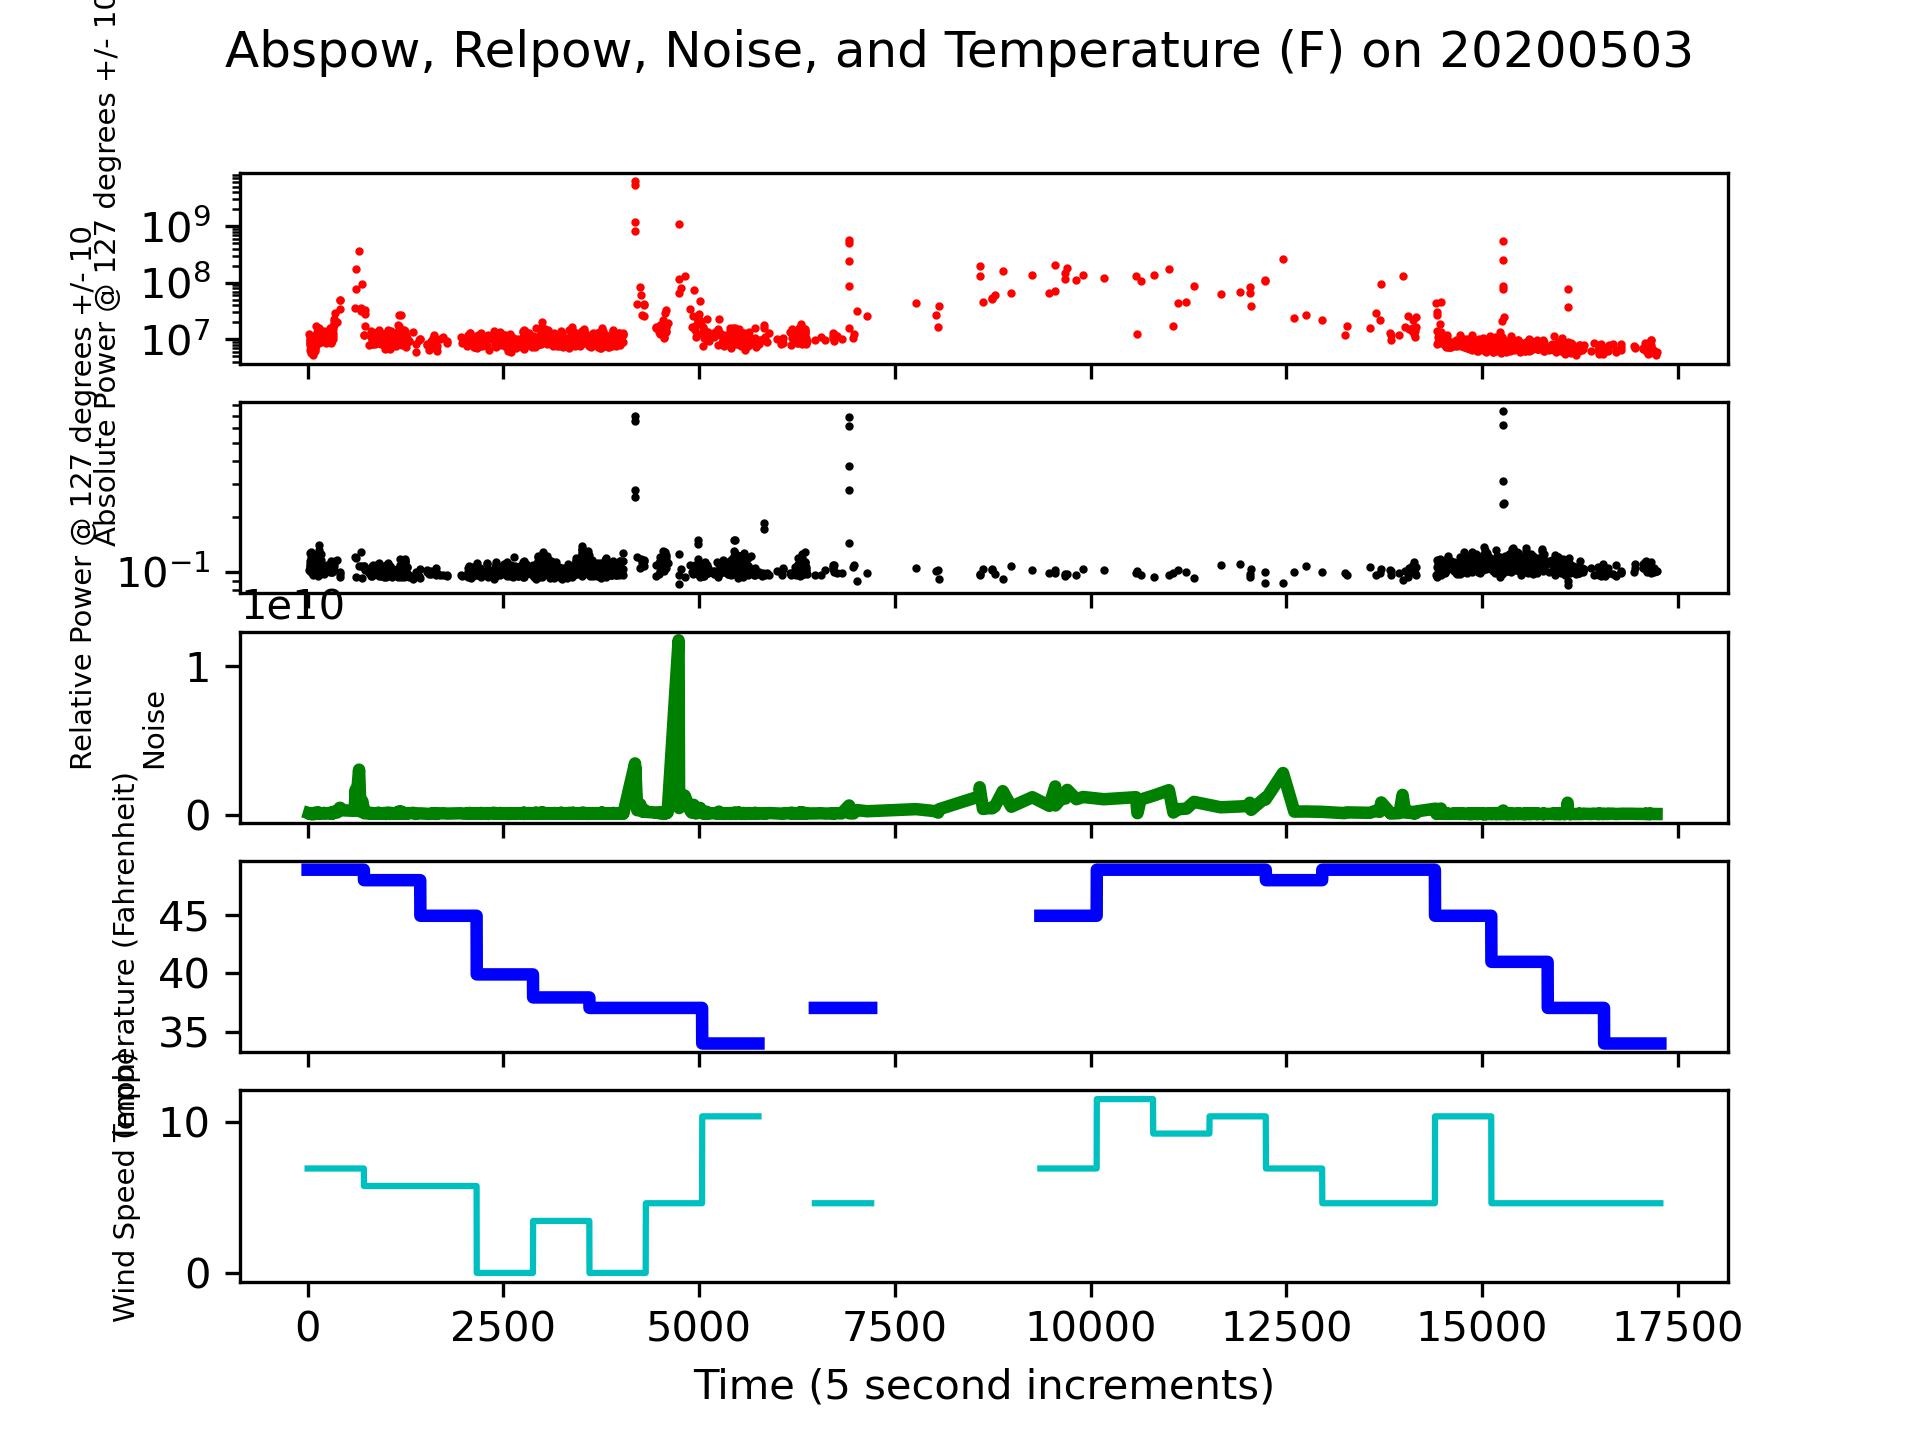 Abspow, Relpow, Noise, and Temperature (F) on 20200503
Absolute Power @ 127 degrees +/- 10
10⁹
10⁸
10⁷
Relative Power @ 127 degrees +/- 10
10⁻¹
1e10
Noise
1
0
Temperature (Fahrenheit)
45
40
35
Wind Speed (mph)
10
0
0 2500 5000 7500 10000 12500 15000 17500
Time (5 second increments)